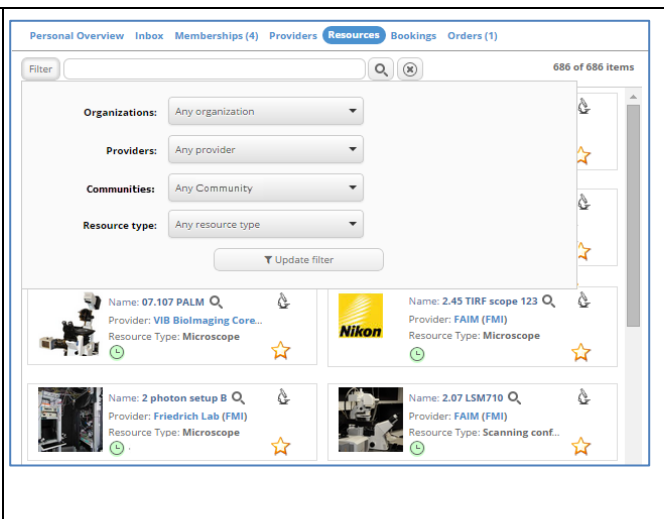 Personal Overview Inbox Memberships (4) Providers Resources Bookings Orders (1)
Filter 686 of 686 items
Organizations: Any organization
Providers: Any provider
Communities: Any Community
Resource type: Any resource type
Update filter
Name: 07.107 PALM
Provider: VIB BioImaging Core...
Resource Type: Microscope
Nikon
Name: 2.45 TIRF scope 123
Provider: FAIM (FMI)
Resource Type: Microscope
Name: 2 photon setup B
Provider: Friedrich Lab (FMI)
Resource Type: Microscope
Name: 2.07 LSM710
Provider: FAIM (FMI)
Resource Type: Scanning conf...